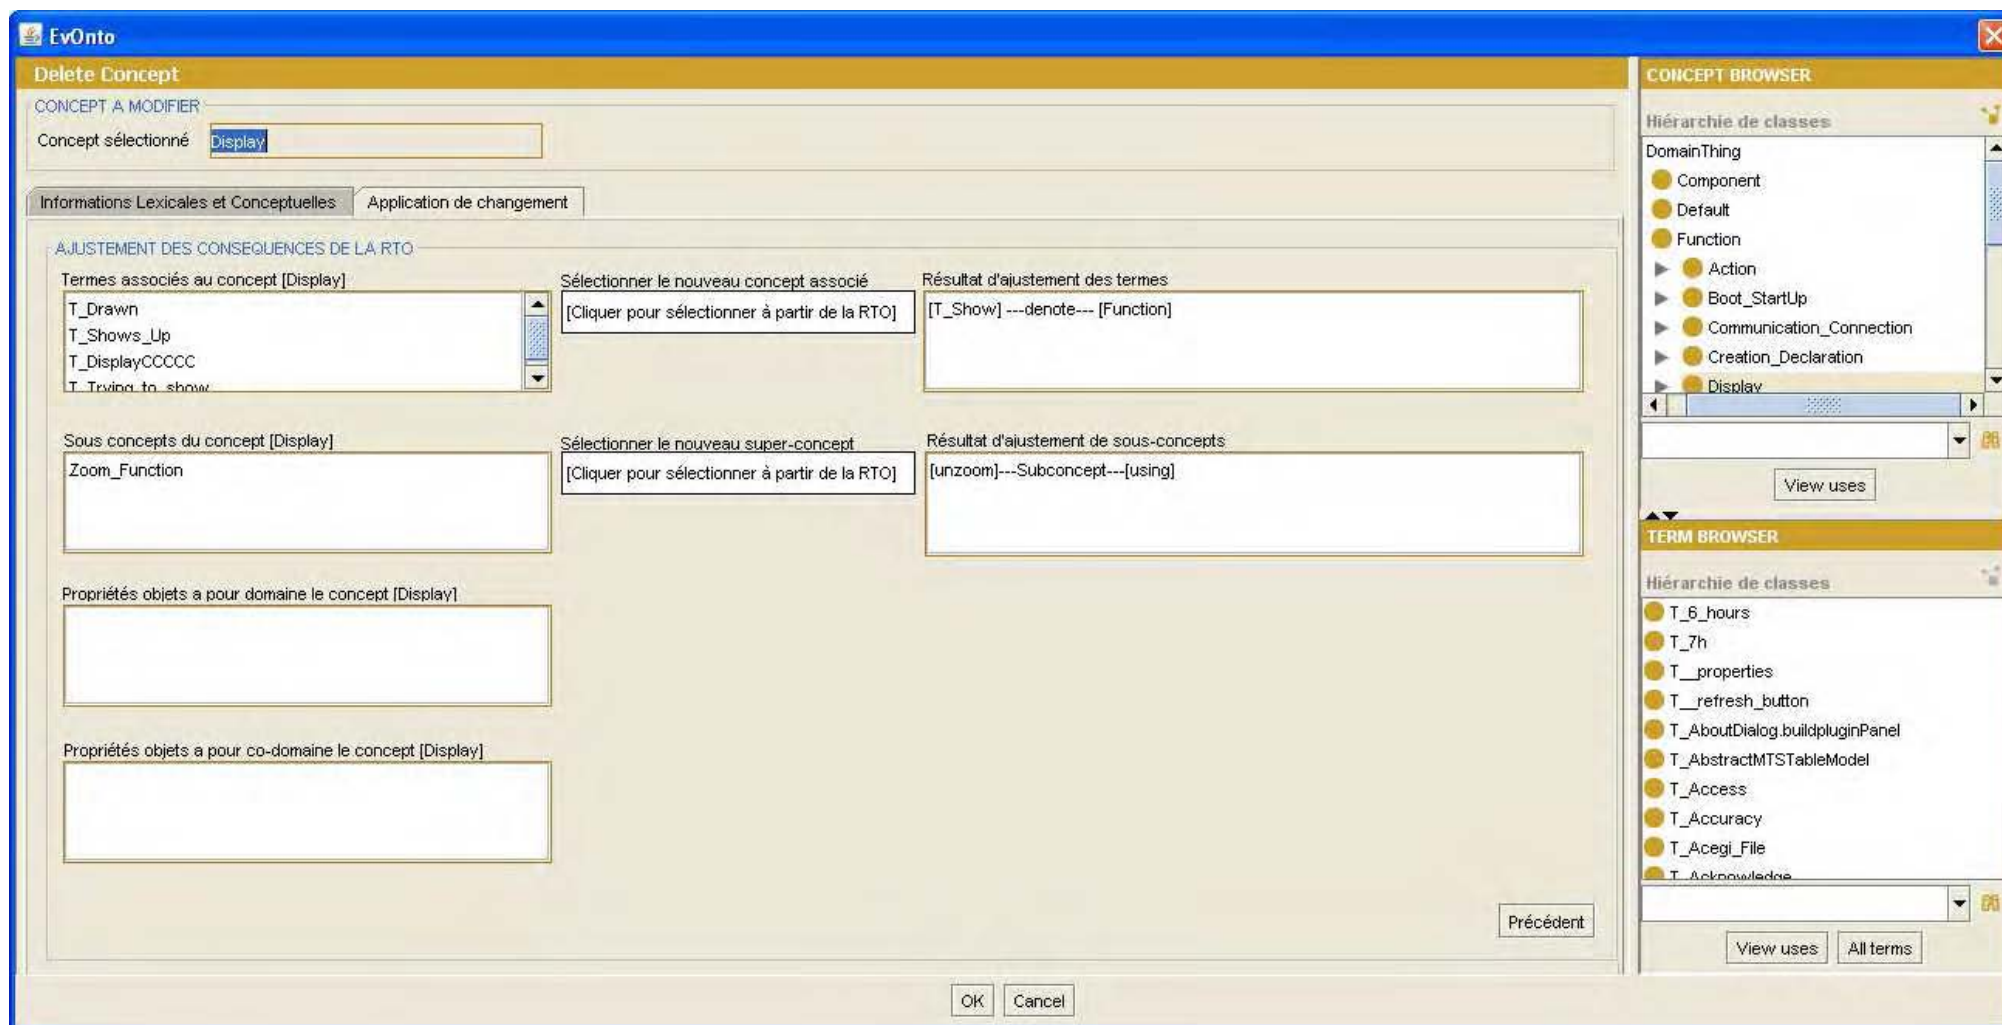 EvOnto
Delete Concept
CONCEPT A MODIFIER
Concept sélectionné Display
Informations Lexicales et Conceptuelles Application de changement
AJUSTEMENT DES CONSEQUENCES DE LA RTO
Termes associés au concept [Display] Sélectionner le nouveau concept associé Résultat d'ajustement des termes
T_Drawn [Cliquer pour sélectionner à partir de la RTO] [T_Show] ---denote--- [Function]
T_Shows_Up
T_DisplayCCCCC
T_Trying_to_show
Sous concepts du concept [Display] Sélectionner le nouveau super-concept Résultat d'ajustement de sous-concepts
Zoom_Function [Cliquer pour sélectionner à partir de la RTO] [unzoom]---Subconcept---[using]
Propriétés objets a pour domaine le concept [Display]
Propriétés objets a pour co-domaine le concept [Display]
Précédent
OK Cancel
CONCEPT BROWSER
Hiérarchie de classes
DomainThing
Component
Default
Function
Action
Boot_StartUp
Communication_Connection
Creation_Declaration
Display
View uses
TERM BROWSER
Hiérarchie de classes
T_6_hours
T_7h
T__properties
T__refresh_button
T_AboutDialog.buildpluginPanel
T_AbstractMTSTableModel
T_Access
T_Accuracy
T_Acegi_File
T_Acknowledge
View uses All terms